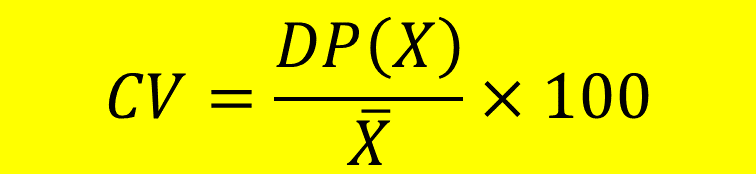 CV = DP(X) / X̄ × 100